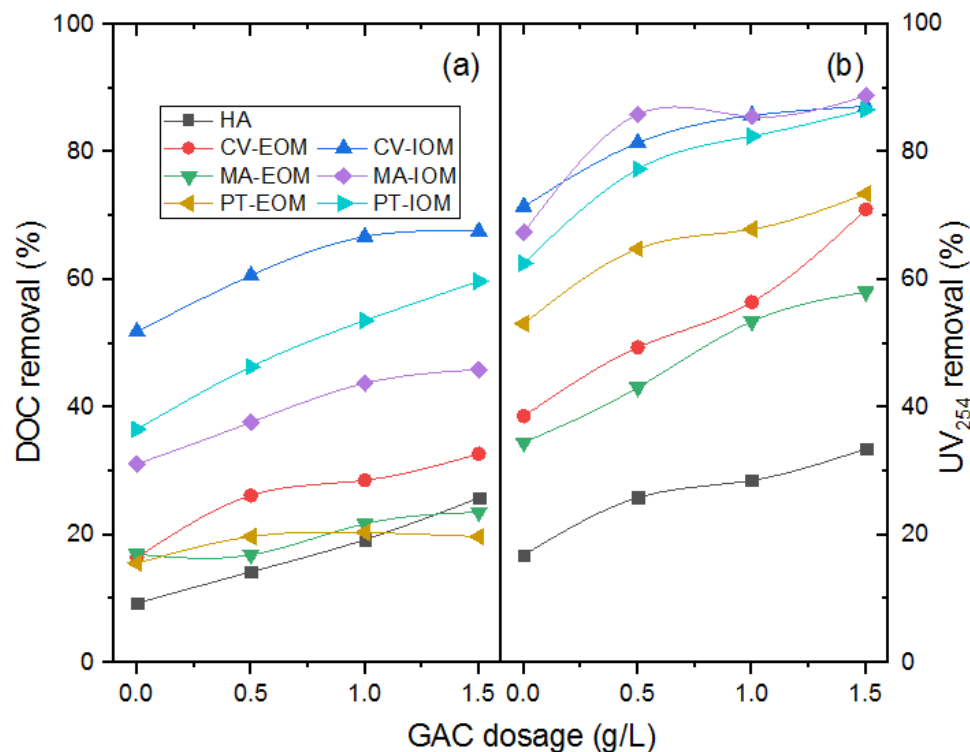 100
80
60
40
20
0
DOC removal (%)
(a)
HA
CV-EOM CV-IOM
MA-EOM MA-IOM
PT-EOM PT-IOM
0.0 0.5 1.0 1.5
(b)
0.0 0.5 1.0 1.5
100
80
60
40
20
0
UV254 removal (%)
GAC dosage (g/L)